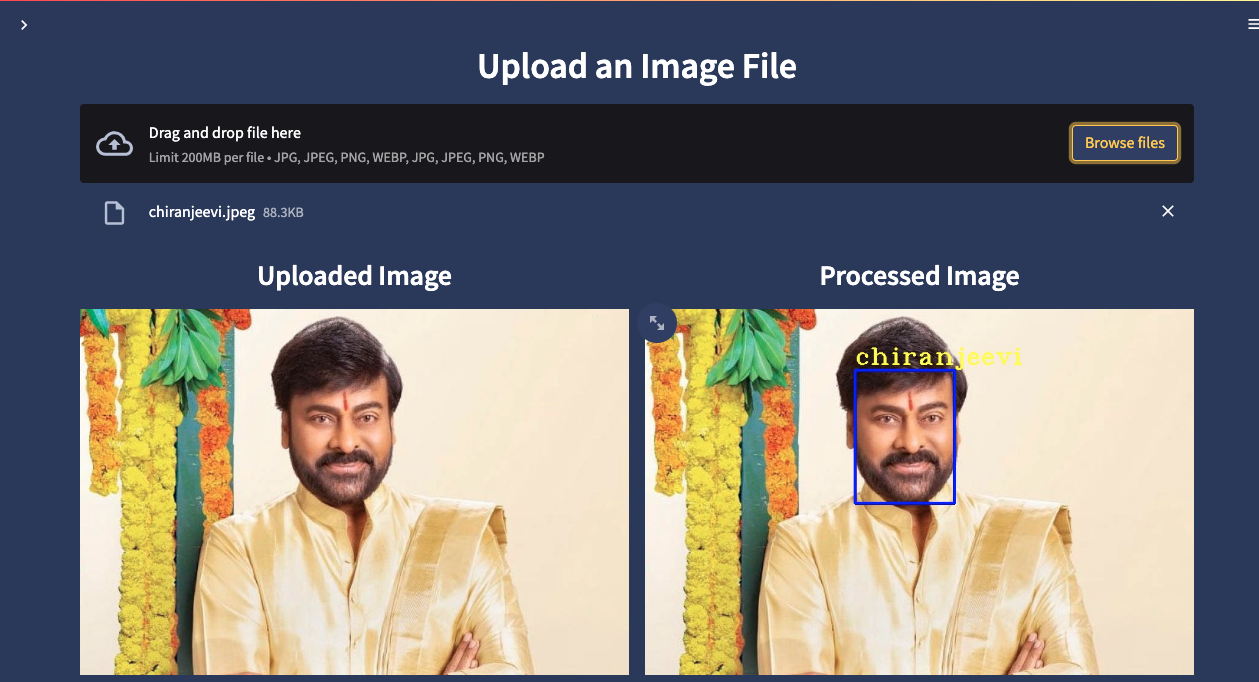 Upload an Image File
Drag and drop file here
Limit 200MB per file • JPG, JPEG, PNG, WEBP, JPG, JPEG, PNG, WEBP
Browse files
chiranjeevi.jpeg 88.3KB
Uploaded Image
Processed Image
chiranjeevi